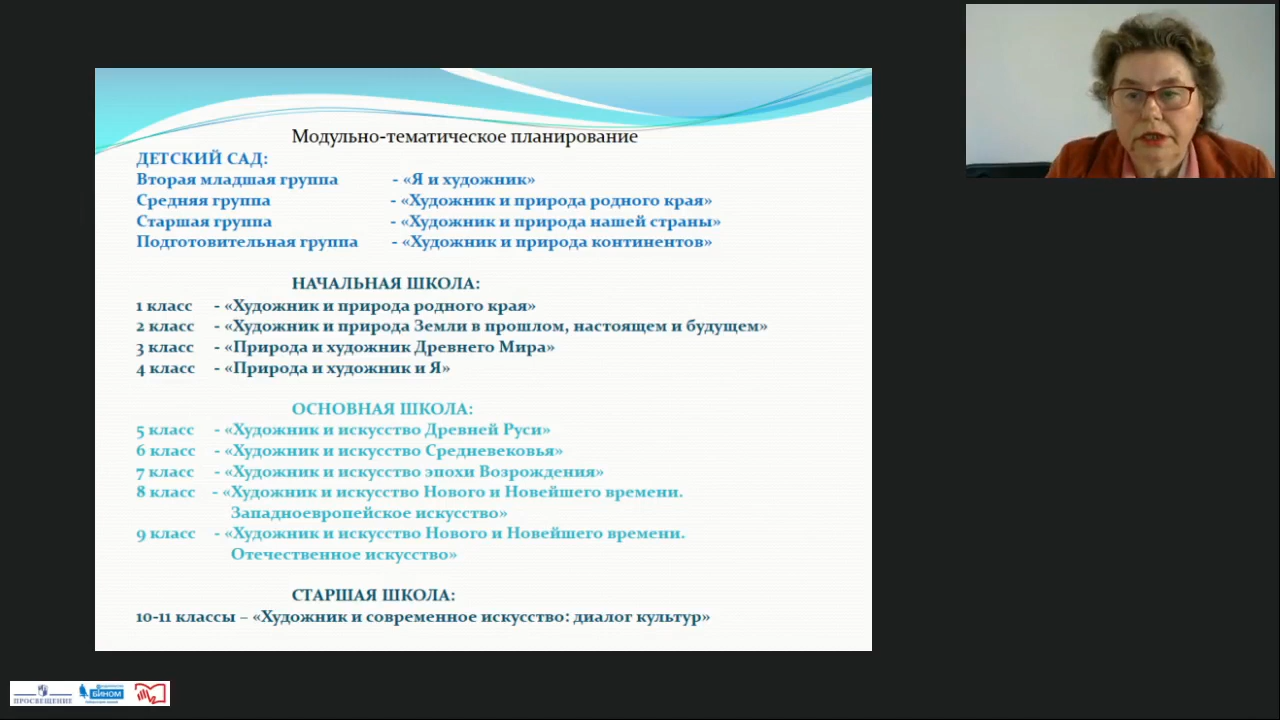 Модульно-тематическое планирование
ДЕТСКИЙ САД:
Вторая младшая группа - «Я и художник»
Средняя группа - «Художник и природа родного края»
Старшая группа - «Художник и природа нашей страны»
Подготовительная группа - «Художник и природа континентов»
НАЧАЛЬНАЯ ШКОЛА:
1 класс - «Художник и природа родного края»
2 класс - «Художник и природа Земли в прошлом, настоящем и будущем»
3 класс - «Природа и художник Древнего Мира»
4 класс - «Природа и художник и Я»
ОСНОВНАЯ ШКОЛА:
5 класс - «Художник и искусство Древней Руси»
6 класс - «Художник и искусство Средневековья»
7 класс - «Художник и искусство эпохи Возрождения»
8 класс - «Художник и искусство Нового и Новейшего времени.
Западноевропейское искусство»
9 класс - «Художник и искусство Нового и Новейшего времени.
Отечественное искусство»
СТАРШАЯ ШКОЛА:
10-11 классы – «Художник и современное искусство: диалог культур»
ПРОСВЕЩЕНИЕ
БИНОМ